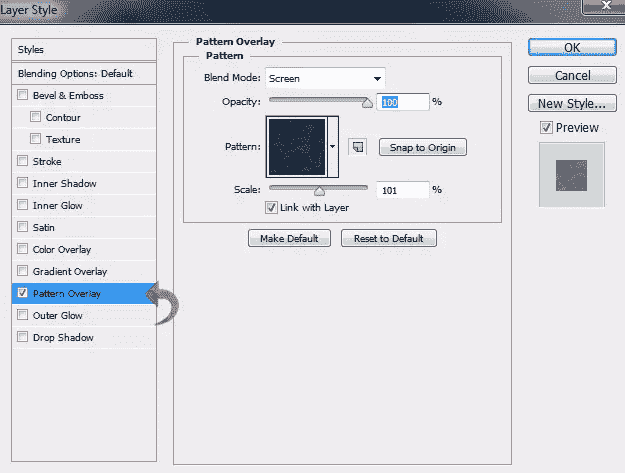 Layer Style
Styles
Blending Options: Default
Bevel & Emboss
Contour
Texture
Stroke
Inner Shadow
Inner Glow
Satin
Color Overlay
Gradient Overlay
Pattern Overlay
Outer Glow
Drop Shadow
Pattern Overlay
Pattern
Blend Mode: Screen
Opacity: 100 %
Pattern: Snap to Origin
Scale: 101 %
Link with Layer
Make Default Reset to Default
OK
Cancel
New Style...
Preview